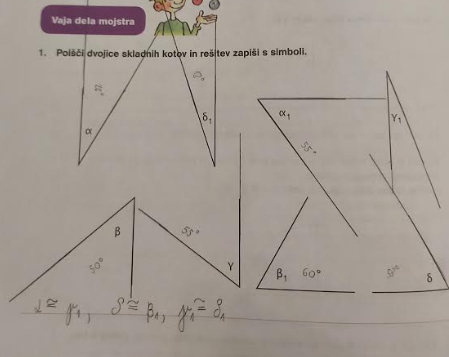 Vaja dela mojstra
1. Poišči dvojice skladnih kotov in rešitev zapiši s simboli.
α
δ₁
α₁ 55°
γ₁
β 50°
55° γ
β₁ 60°
δ
α ≅ γ₁, δ ≅ β₁, γ₁ ≅ δ₁